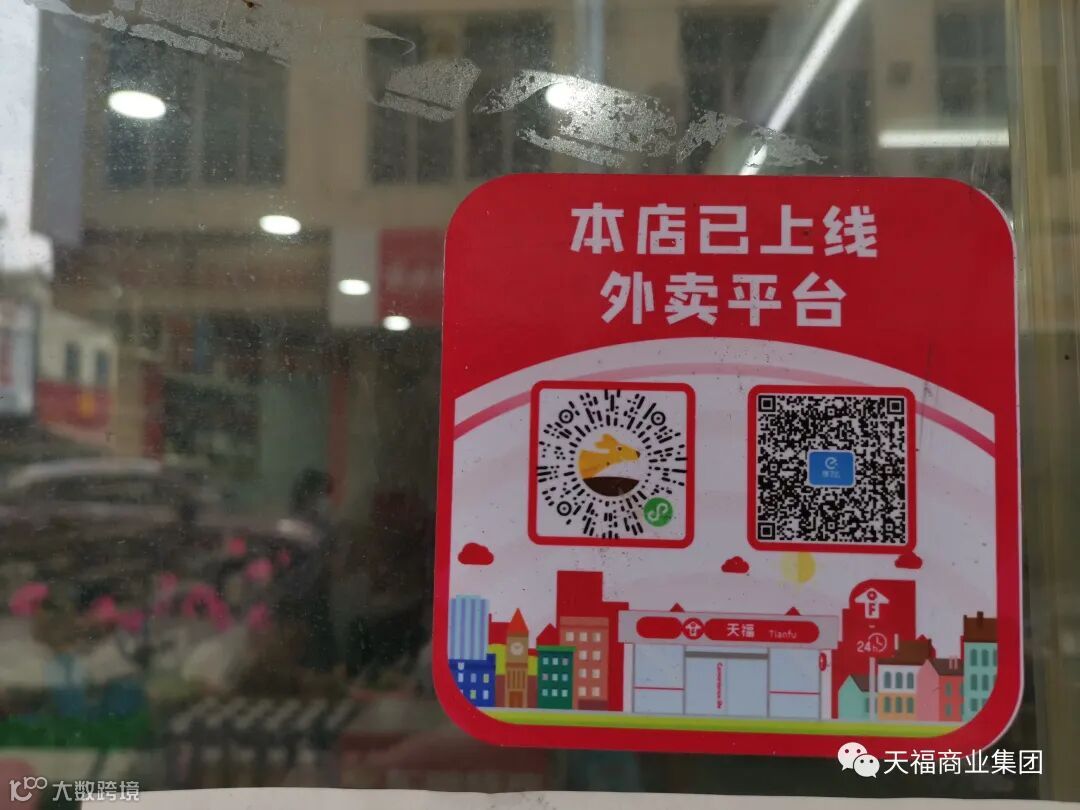 本店已上线
外卖平台
天福 Tianfu
24h
天福商业集团
大数跨境